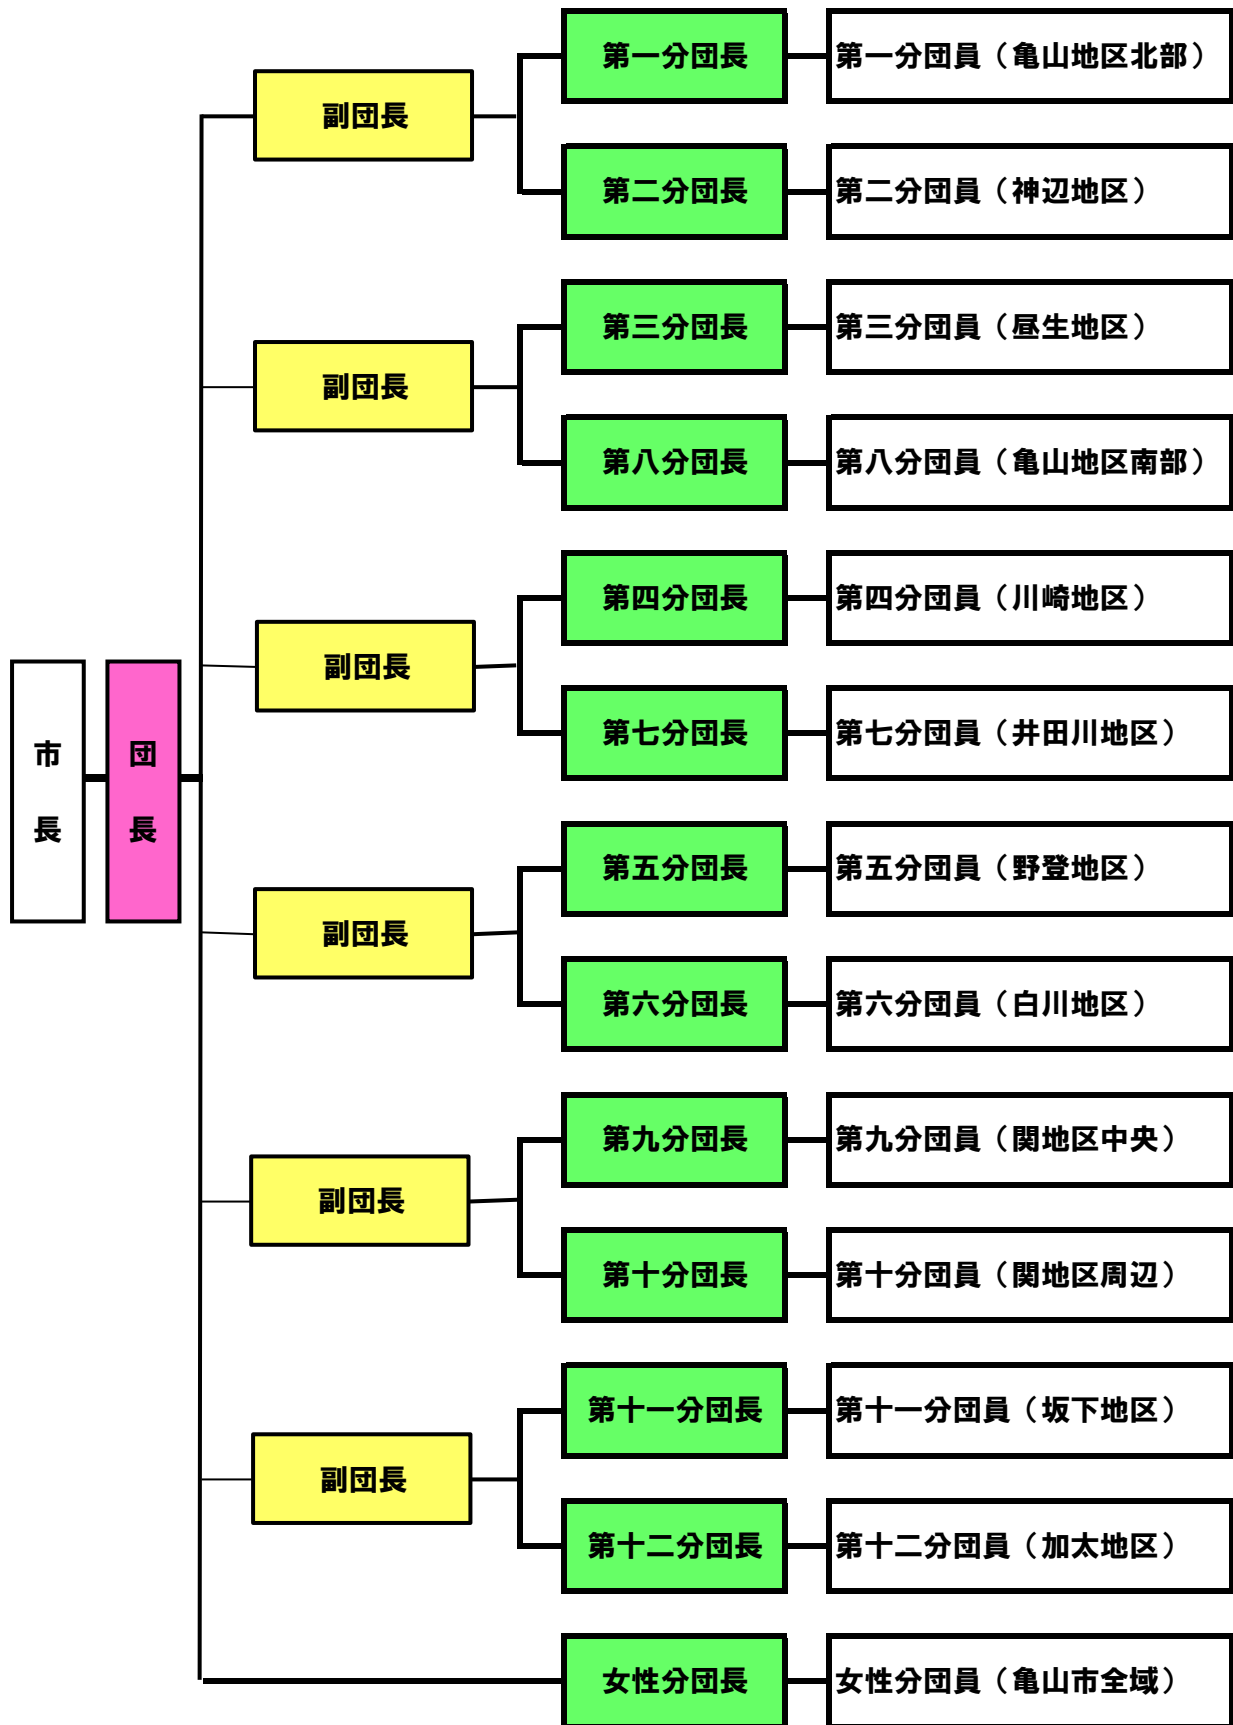 市長
団長
副団長
第一分団長
第一分団員（亀山地区北部）
第二分団長
第二分団員（神辺地区）
副団長
第三分団長
第三分団員（昼生地区）
第八分団長
第八分団員（亀山地区南部）
副団長
第四分団長
第四分団員（川崎地区）
第七分団長
第七分団員（井田川地区）
副団長
第五分団長
第五分団員（野登地区）
第六分団長
第六分団員（白川地区）
副団長
第九分団長
第九分団員（関地区中央）
第十分団長
第十分団員（関地区周辺）
副団長
第十一分団長
第十一分団員（坂下地区）
第十二分団長
第十二分団員（加太地区）
女性分団長
女性分団員（亀山市全域）